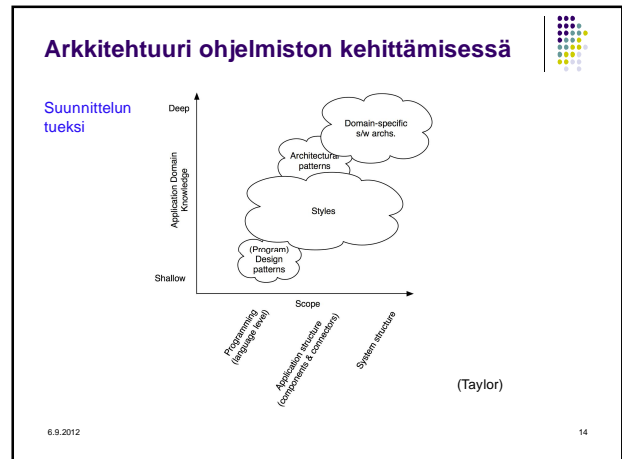 Arkkitehtuuri ohjelmiston kehittämisessä
Suunnittelun
tueksi
Deep
Application Domain
Knowledge
Shallow
Domain-specific
s/w archs.
Architectural
patterns
Styles
(Program)
Design
patterns
Scope
Programming
(language level)
Application structure
(components & connectors)
System structure
(Taylor)
6.9.2012
14